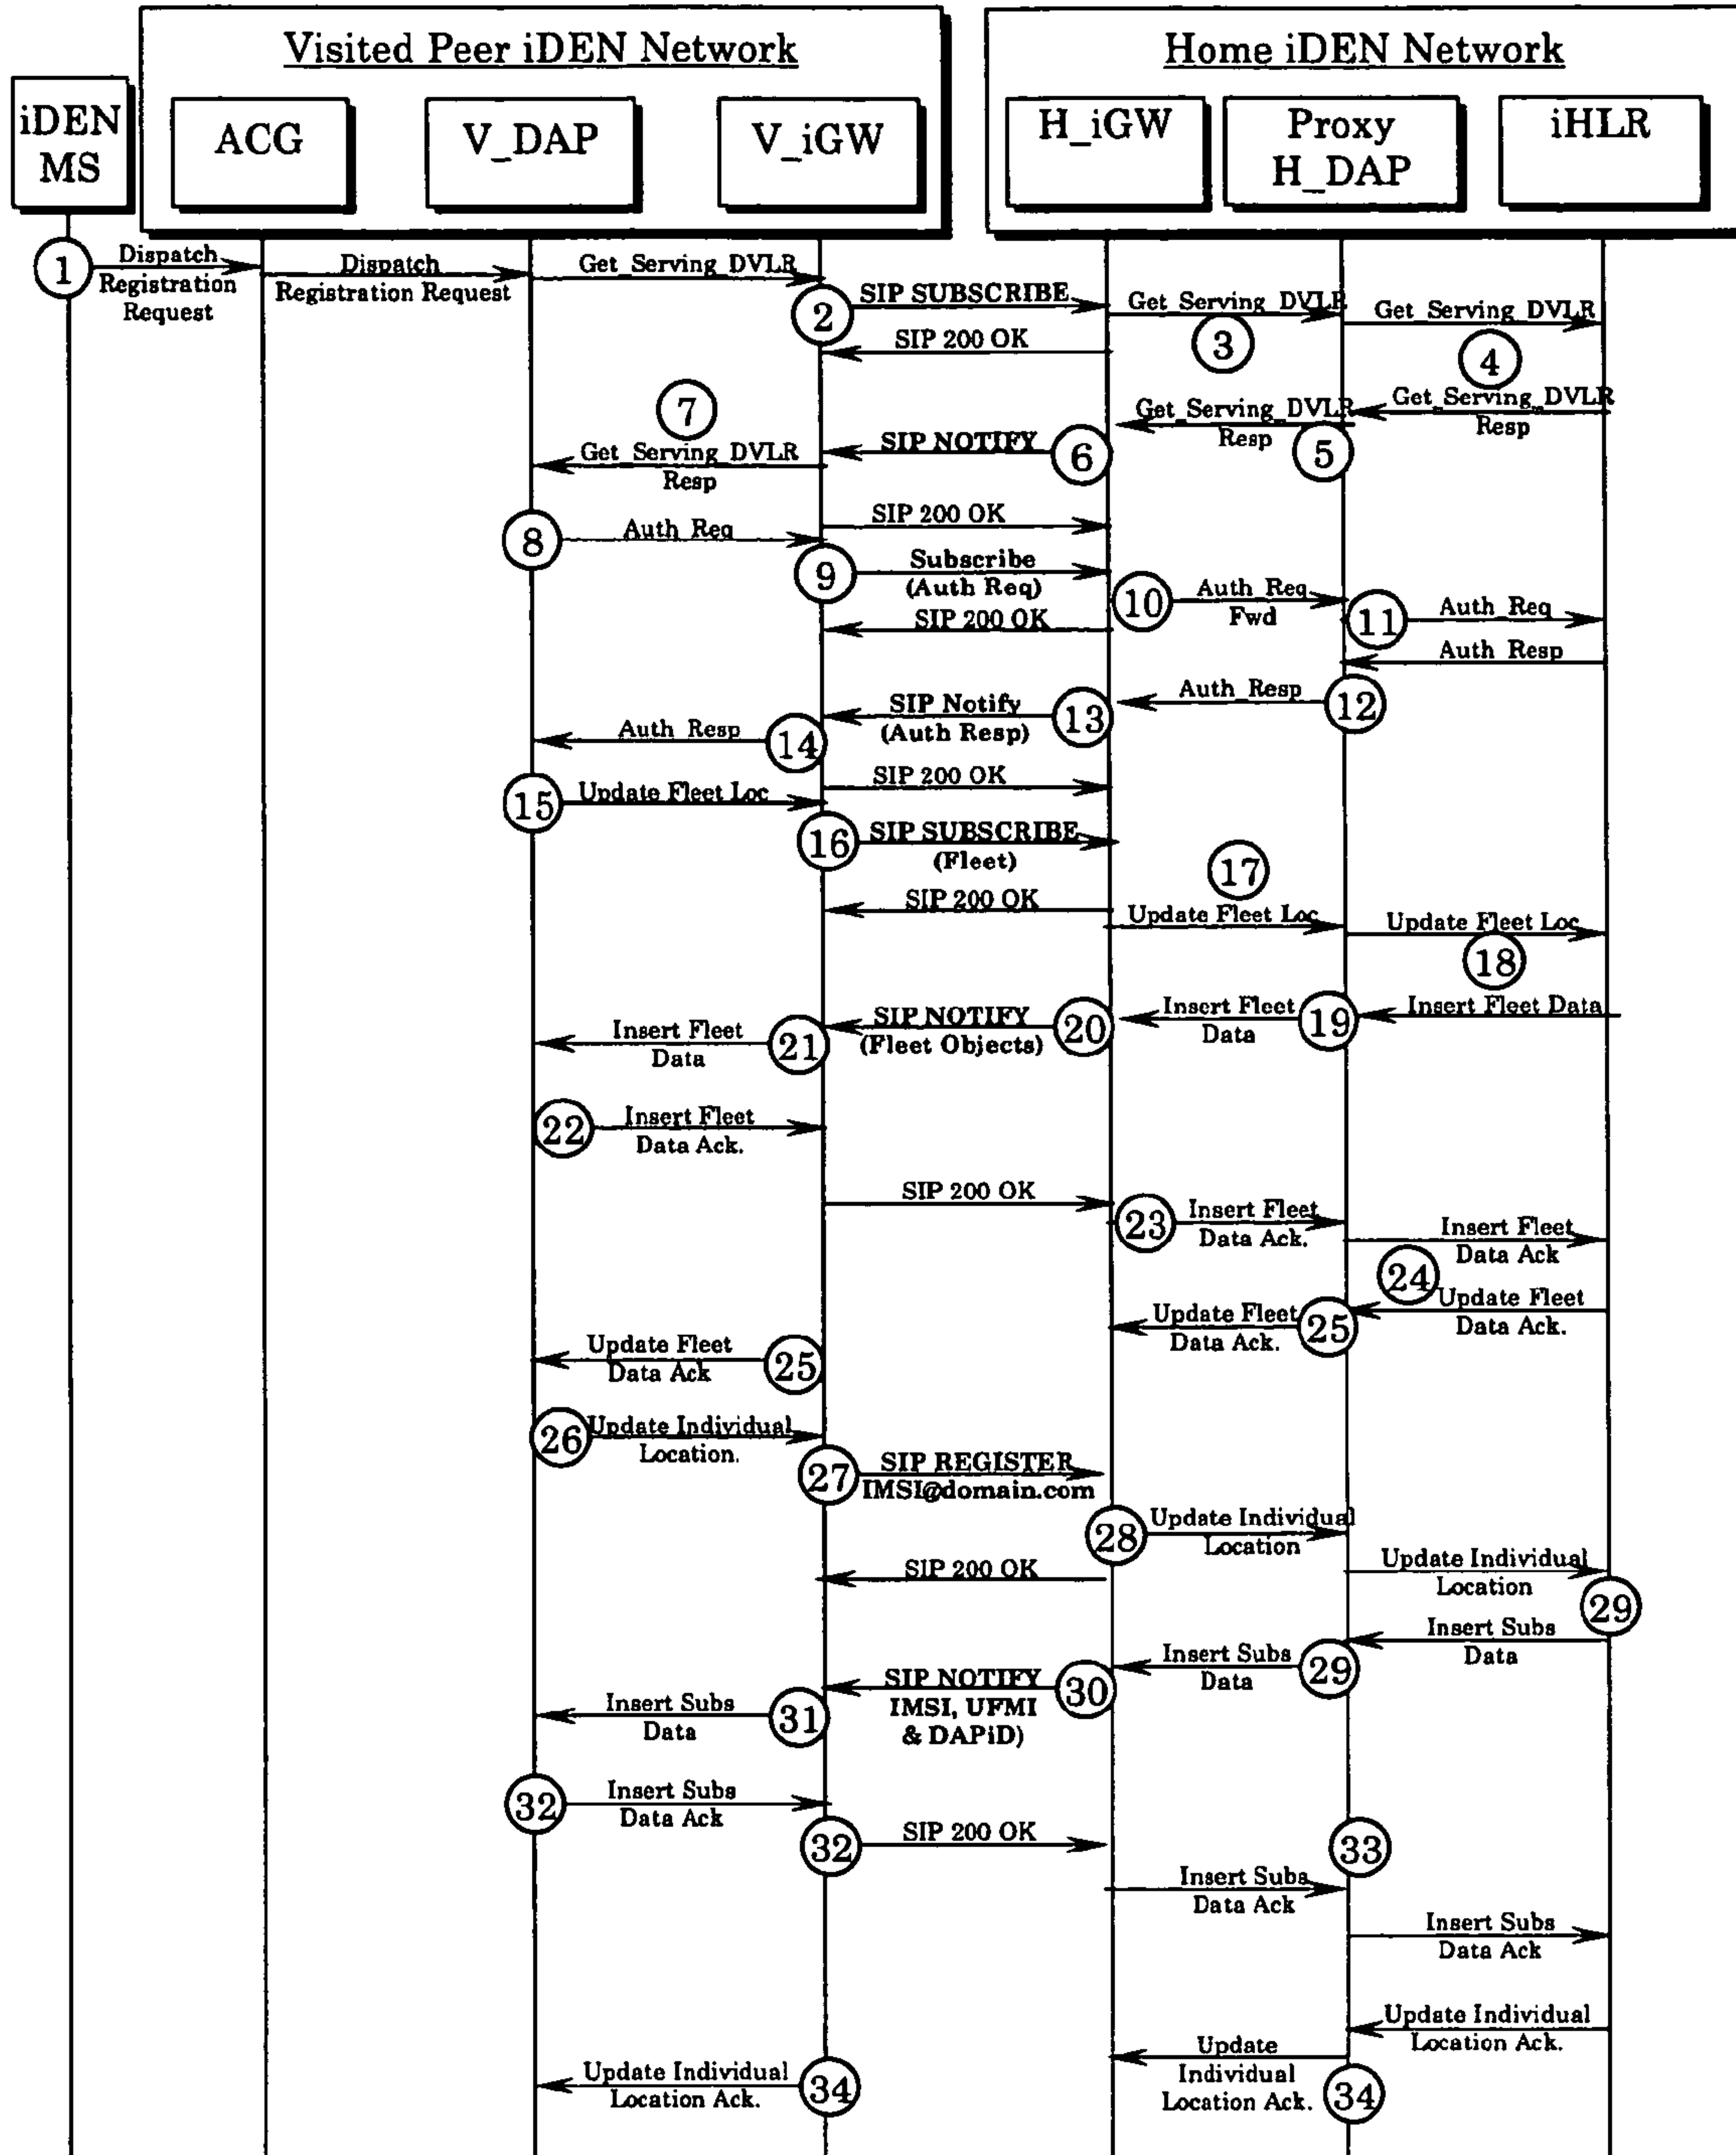 Visited Peer iDEN Network
Home iDEN Network
iDEN
MS
ACG
V_DAP
V_iGW
H_iGW
Proxy
H_DAP
iHLR
1
Dispatch
Registration
Request
Dispatch
Registration Request
Get_Serving_DVLR
2
SIP SUBSCRIBE
Get_Serving_DVLR
3
Get_Serving_DVLR
4
SIP 200 OK
Get_Serving_DVLR
Resp
Get_Serving_DVLR
Resp
5
6
SIP NOTIFY
7
Get_Serving_DVLR
Resp
SIP 200 OK
8
Auth_Req
9
Subscribe
(Auth Req)
10
Auth_Req
Fwd
11
Auth_Req
SIP 200 OK
Auth_Resp
12
Auth_Resp
13
SIP Notify
(Auth Resp)
14
Auth_Resp
SIP 200 OK
15
Update Fleet Loc
16
SIP SUBSCRIBE
(Fleet)
17
SIP 200 OK
Update Fleet Loc
Update Fleet Loc
18
Insert Fleet Data
19
Insert Fleet
Data
20
SIP NOTIFY
(Fleet Objects)
21
Insert Fleet
Data
22
Insert Fleet
Data Ack.
SIP 200 OK
23
Insert Fleet
Data Ack.
Insert Fleet
Data Ack
24
Update Fleet
Data Ack.
25
Update Fleet
Data Ack.
25
Update Fleet
Data Ack
26
Update Individual
Location.
27
SIP REGISTER
IMSI@domain.com
28
Update Individual
Location
SIP 200 OK
Update Individual
Location
29
Insert Subs
Data
29
Insert Subs
Data
30
SIP NOTIFY
IMSI, UFMI
& DAPiD)
31
Insert Subs
Data
32
Insert Subs
Data Ack
32
SIP 200 OK
33
Insert Subs
Data Ack
Insert Subs
Data Ack
Update Individual
Location Ack.
Update
Individual
Location Ack.
34
34
Update Individual
Location Ack.